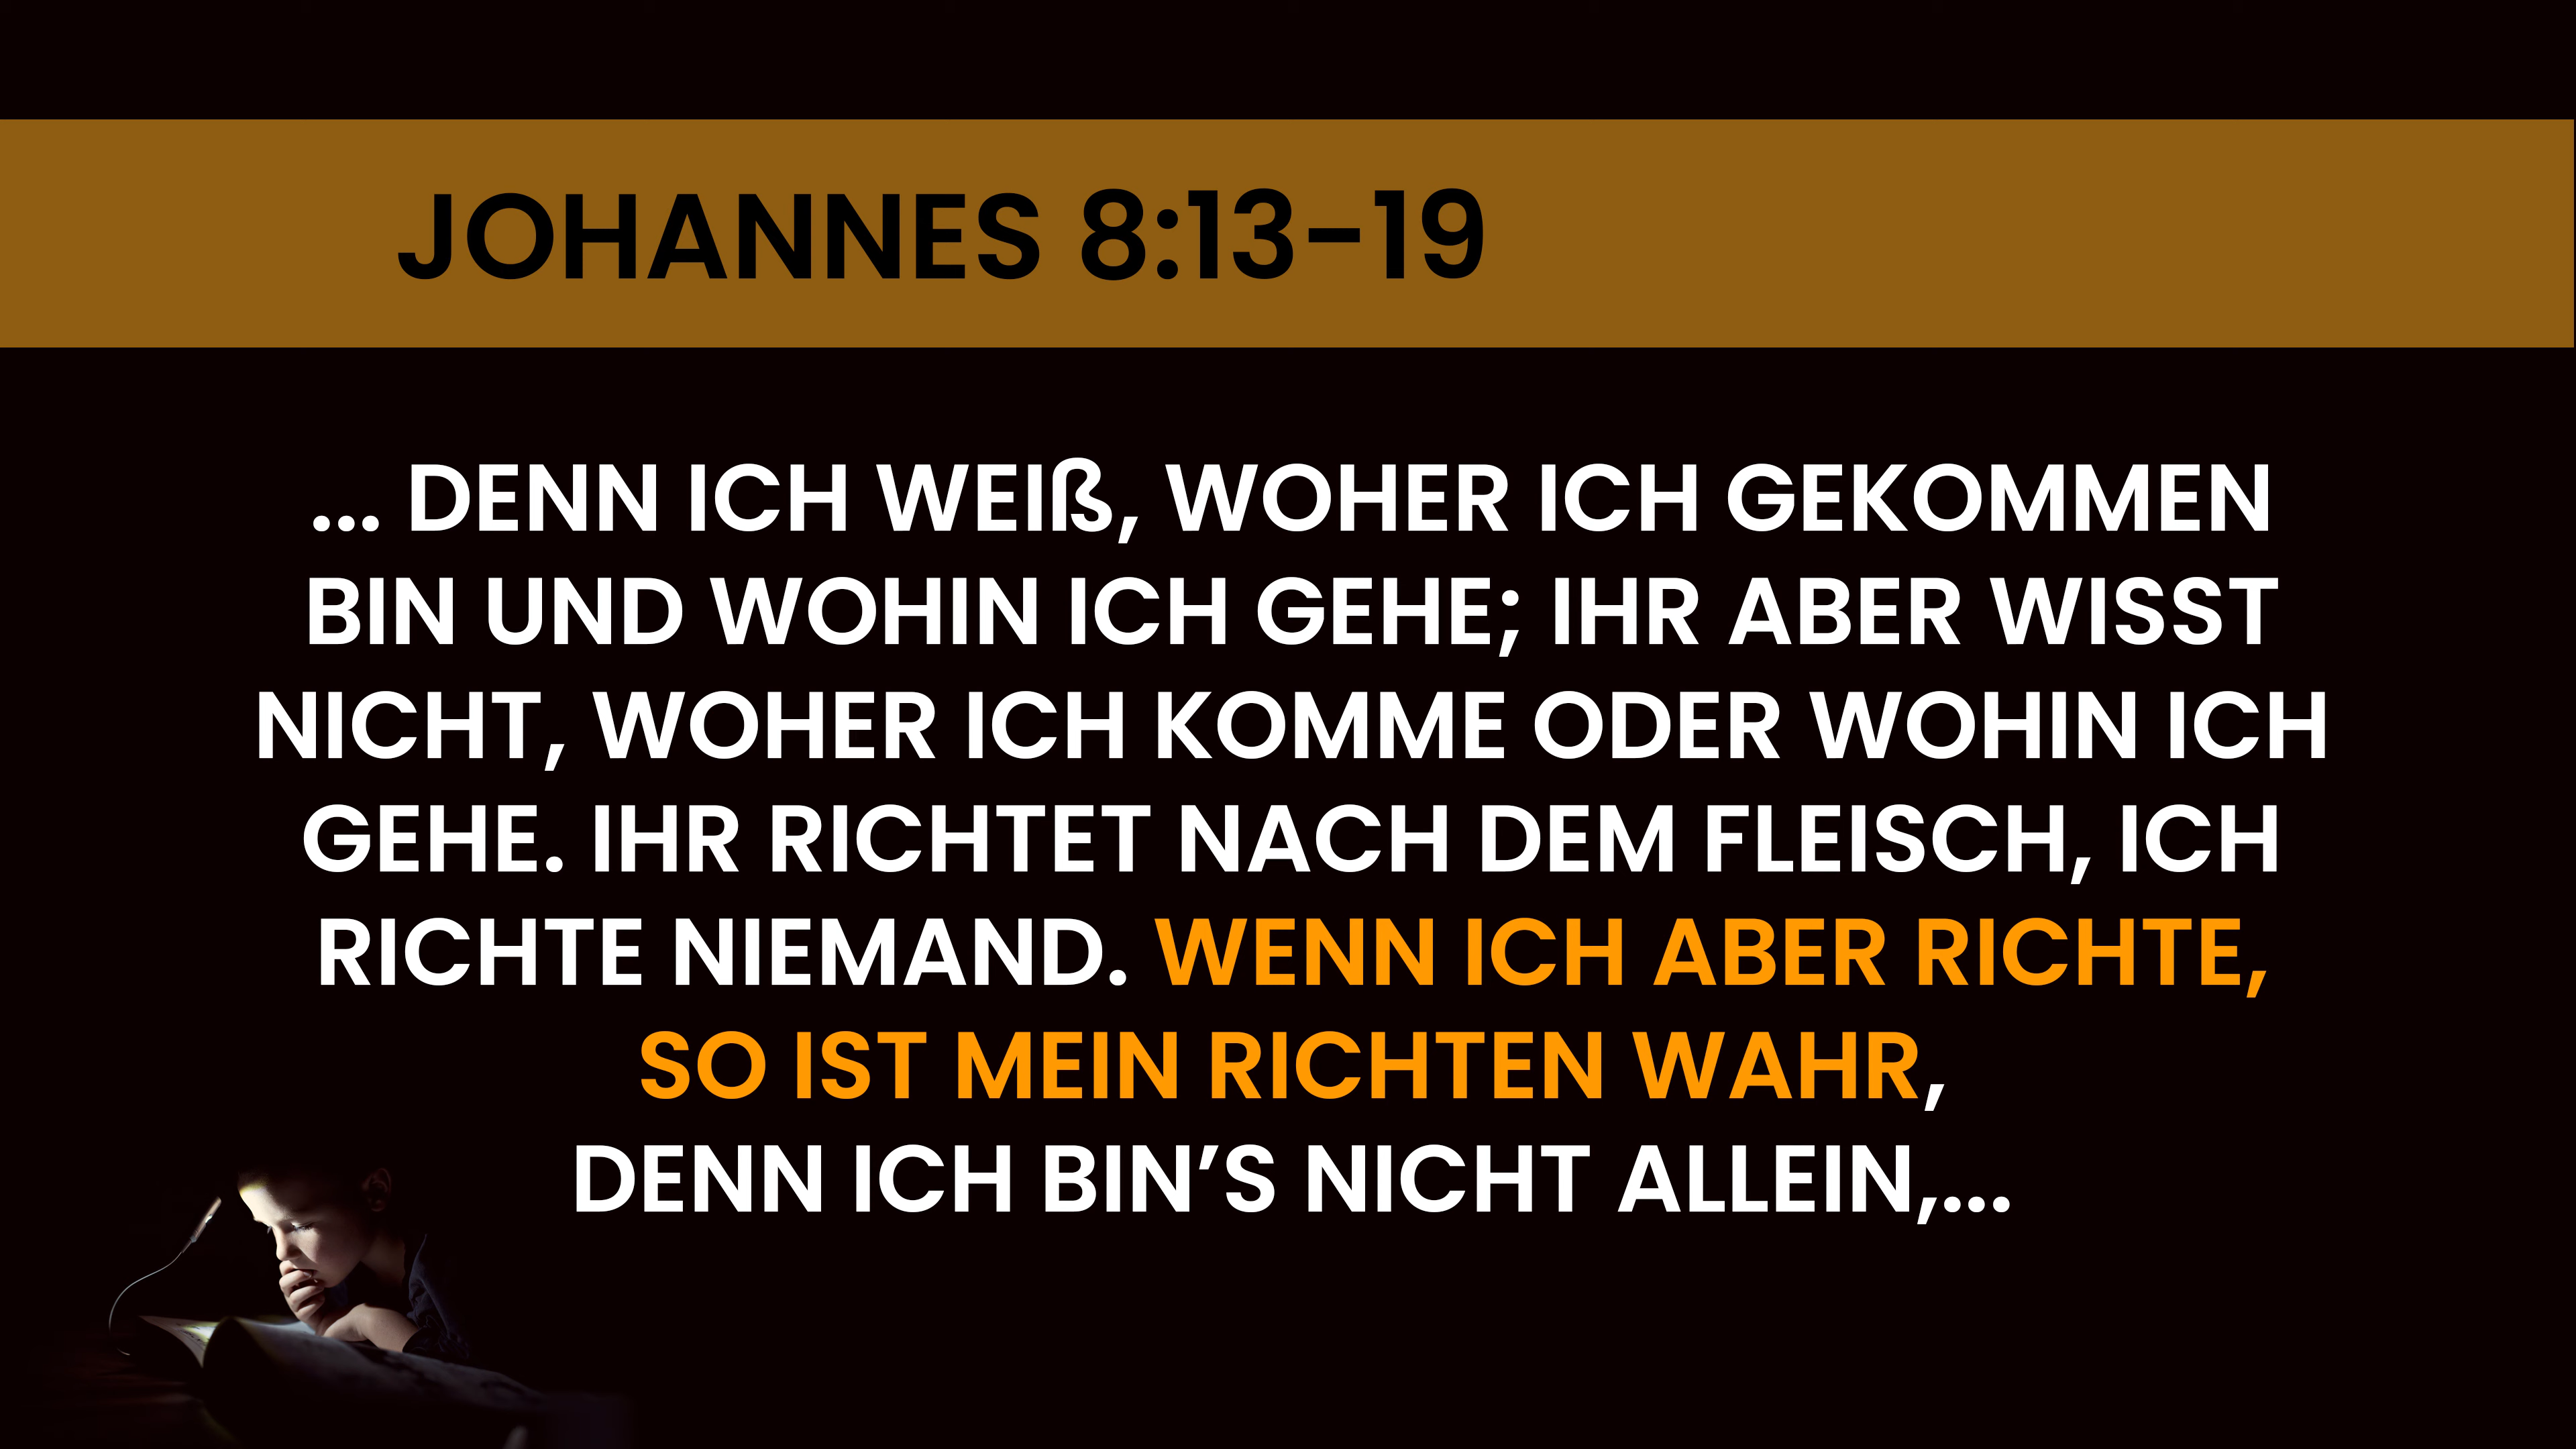 JOHANNES 8:13-19
... DENN ICH WEIß, WOHER ICH GEKOMMEN
BIN UND WOHIN ICH GEHE; IHR ABER WISST
NICHT, WOHER ICH KOMME ODER WOHIN ICH
GEHE. IHR RICHTET NACH DEM FLEISCH, ICH
RICHTE NIEMAND. WENN ICH ABER RICHTE,
SO IST MEIN RICHTEN WAHR,
DENN ICH BIN’S NICHT ALLEIN,...